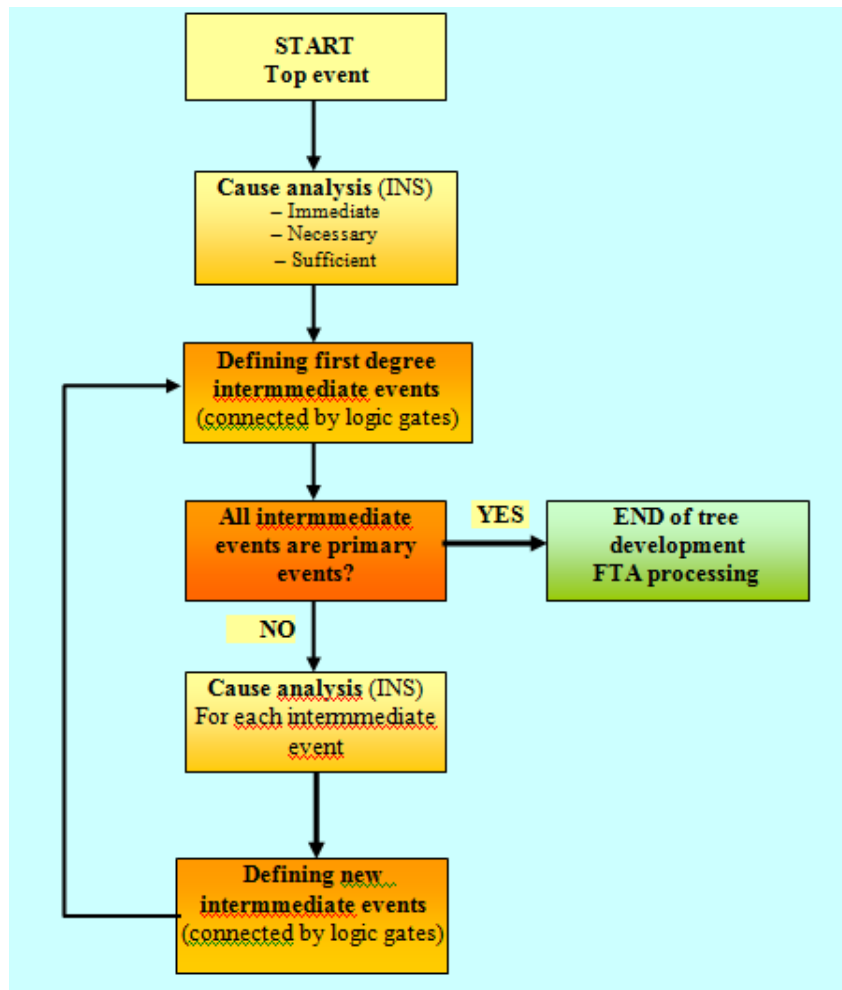 START
Top event
Cause analysis (INS)
– Immediate
– Necessary
– Sufficient
Defining first degree
intermmediate events
(connected by logic gates)
All intermmediate
events are primary
events?
YES
END of tree
development
FTA processing
NO
Cause analysis (INS)
For each intermmediate
event
Defining new
intermmediate events
(connected by logic gates)